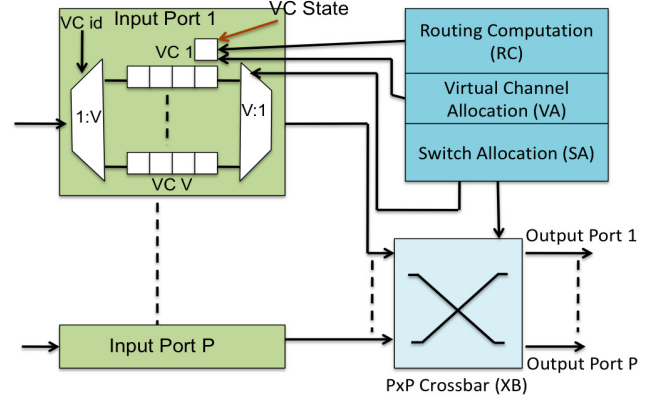 VC State
Input Port 1
VC id
VC 1
1:V
V:1
VC V
Routing Computation
(RC)
Virtual Channel
Allocation (VA)
Switch Allocation (SA)
Output Port 1
Input Port P
Output Port P
PxP Crossbar (XB)